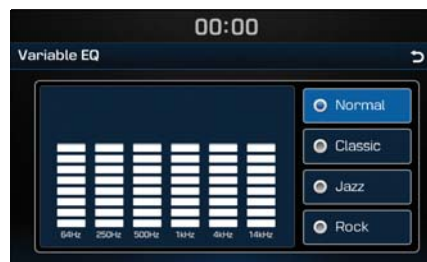 00:00
Variable EQ
Normal
Classic
Jazz
Rock
64Hz 250Hz 500Hz 1kHz 4kHz 14kHz